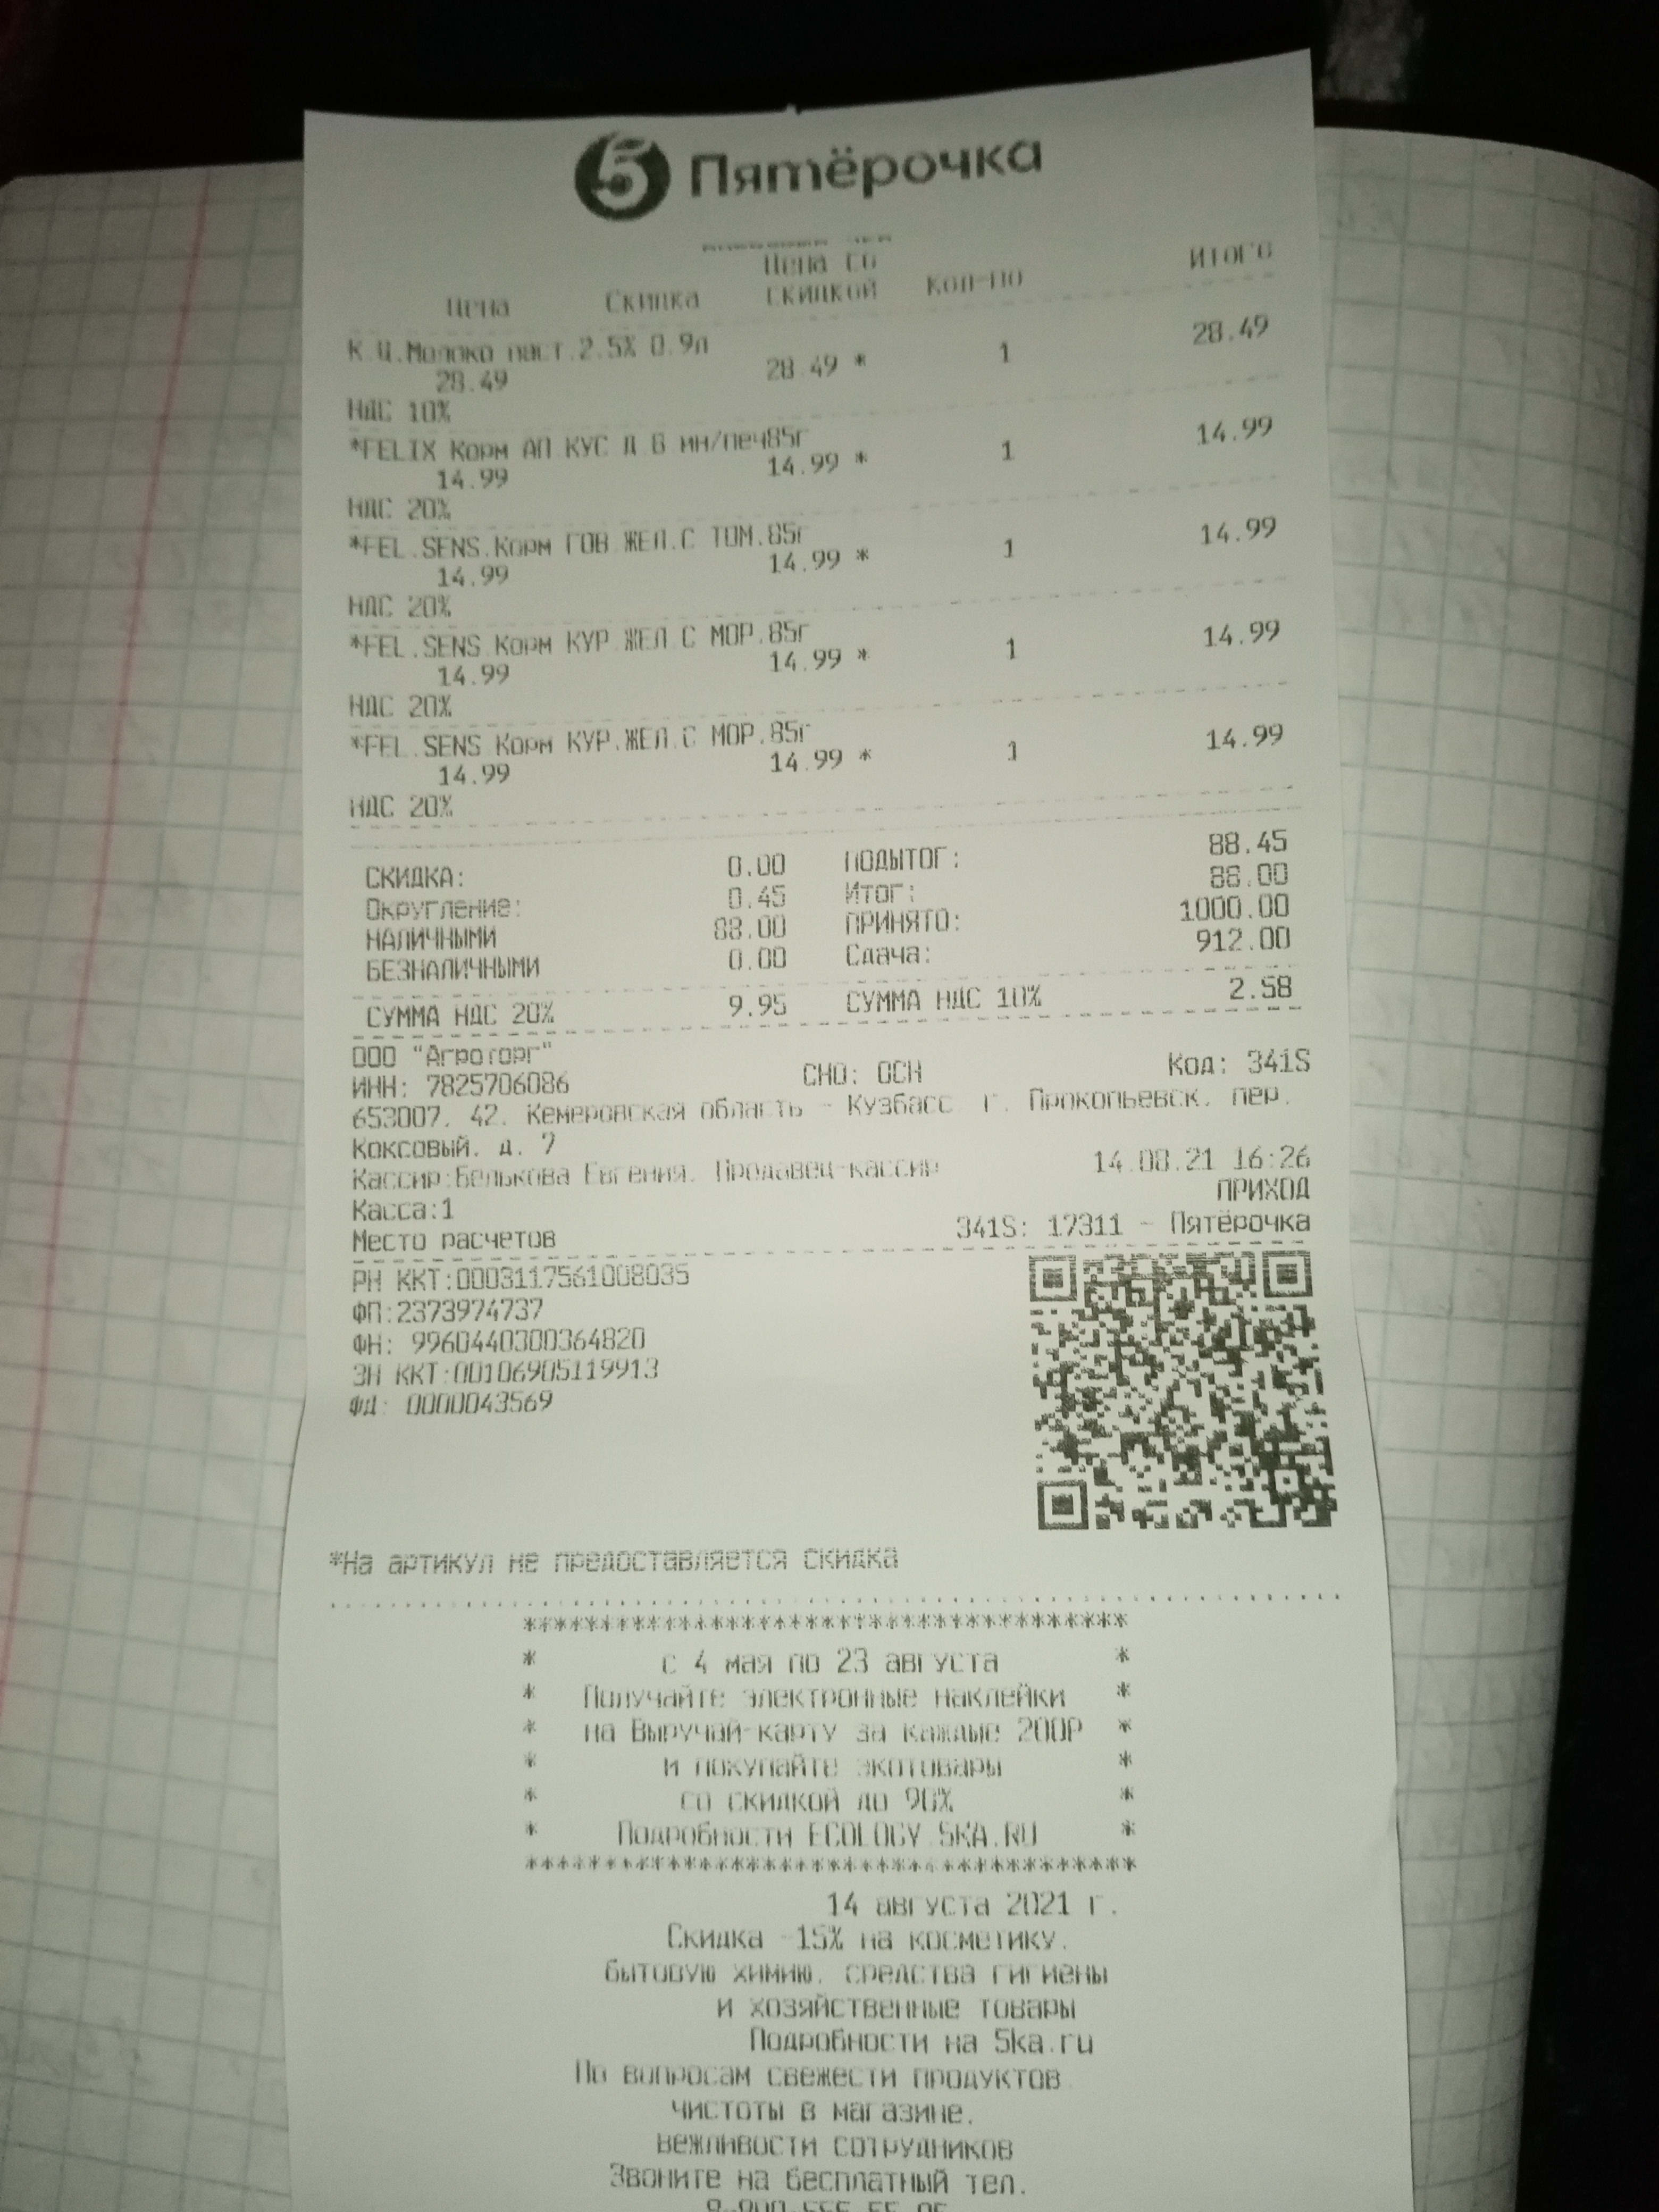 5 Пятёрочка
Цена со
Цена Скидка скидкой Кол-во ИТОГО
К.Ц.Молоко паст.2.5% 0.9л
28.49 28.49 * 1 28.49
НДС 10%
*FELIX Корм АП КУС Д В ин/печ85г
14.99 14.99 * 1 14.99
НДС 20%
*FEL.SENS.Корм ГОВ.ЖЕЛ.С ТОМ.85г
14.99 14.99 * 1 14.99
НДС 20%
*FEL.SENS.Корм КУР.ЖЕЛ.С МОР.85г
14.99 14.99 * 1 14.99
НДС 20%
*FEL.SENS.Корм КУР.ЖЕЛ.С МОР.85г
14.99 14.99 * 1 14.99
НДС 20%
СКИДКА: 0.00 ПОДЫТОГ: 88.45
Округление: 0.45 Итог: 88.00
НАЛИЧНЫМИ 88.00 ПРИНЯТО: 1000.00
БЕЗНАЛИЧНЫМИ 0.00 Сдача: 912.00
СУММА НДС 20% 9.95 СУММА НДС 10% 2.58
ООО "Агроторг"
ИНН: 7825706086 СНО: ОСН Код: 341S
653007, 42, Кемеровская область - Кузбасс г. Прокопьевск, пер.
Коксовый, д. 7
Кассир:Белькова Евгения, Продавец-кассир 14.08.21 16:26
Касса:1 ПРИХОД
Место расчетов 341S: 17311 - Пятёрочка
РН ККТ:0003117561008035
ФП:2373974737
ФН: 9960440300364820
ЗН ККТ:00106905119913
ФД: 0000043569
*На артикул не предоставляется скидка
****************************************
* с 4 мая по 23 августа *
* Получайте электронные наклейки *
* на Выручай-карту за каждые 200Р *
* и покупайте экотовары *
* со скидкой до 90% *
* Подробности ECOLOGY.5KA.RU *
****************************************
14 августа 2021 г.
Скидка -15% на косметику,
бытовую химию, средства гигиены
и хозяйственные товары
Подробности на 5ka.ru
По вопросам свежести продуктов
чистоты в магазине,
вежливости сотрудников
Звоните на бесплатный тел.